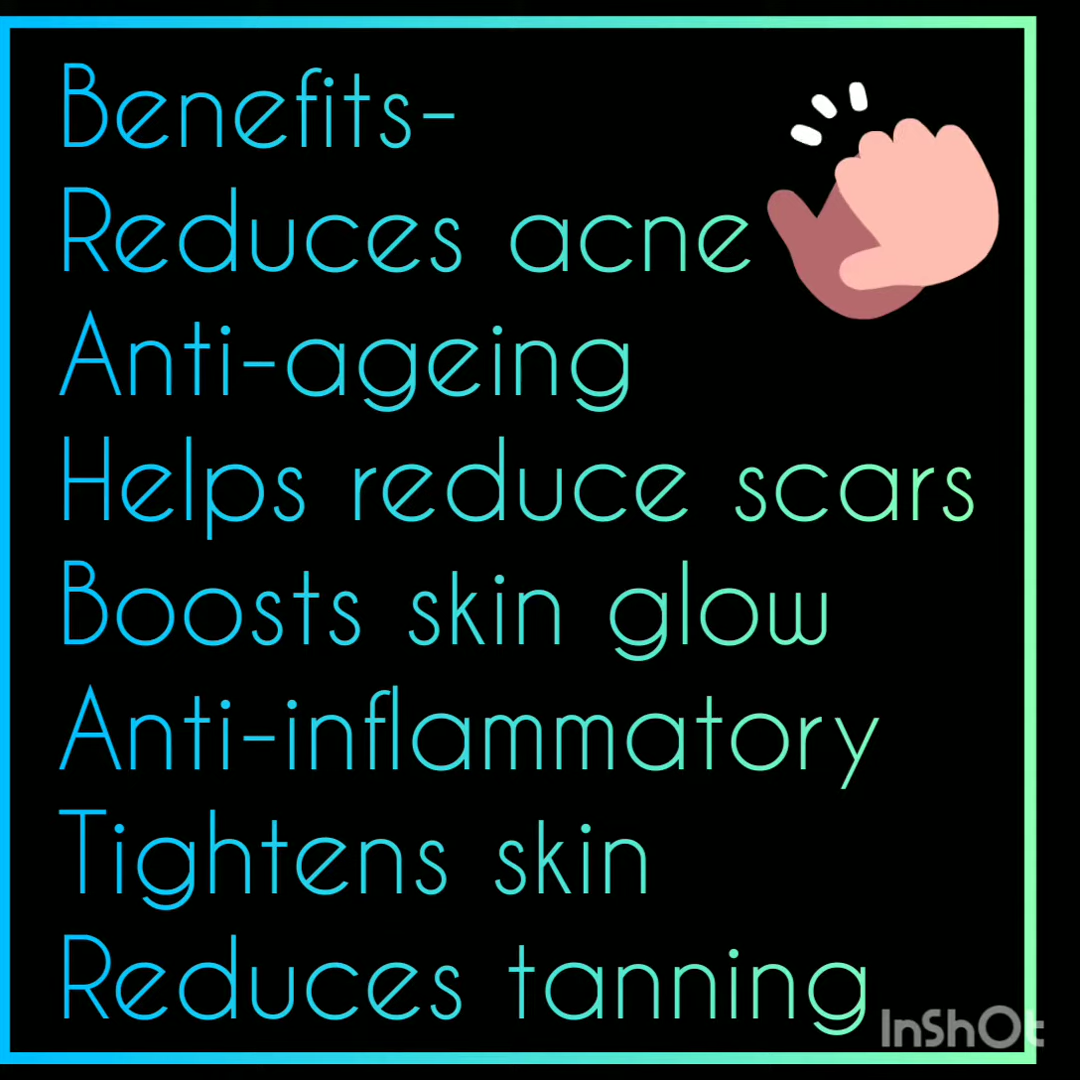 Benefits-
Reduces acne
Anti-ageing
Helps reduce scars
Boosts skin glow
Anti-inflammatory
Tightens skin
Reduces tanning
InShOt